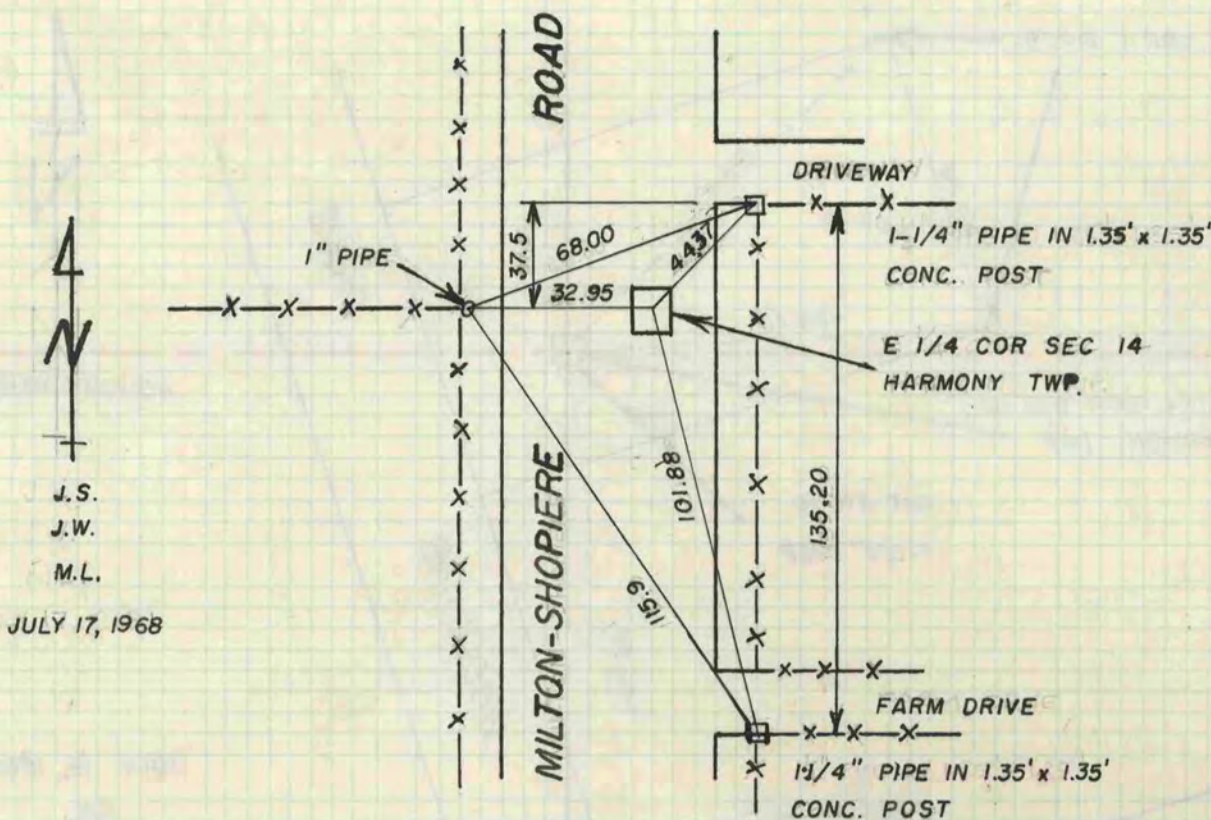 ROAD
DRIVEWAY
1-1/4" PIPE IN 1.35' x 1.35'
CONC. POST
1" PIPE
37.5
68.00
44.37
32.95
E 1/4 COR SEC 14
HARMONY TWP.
N
101.88
135.20
115.9
MILTON-SHOPIERE
J.S.
J.W.
M.L.
JULY 17, 1968
FARM DRIVE
1-1/4" PIPE IN 1.35' x 1.35'
CONC. POST